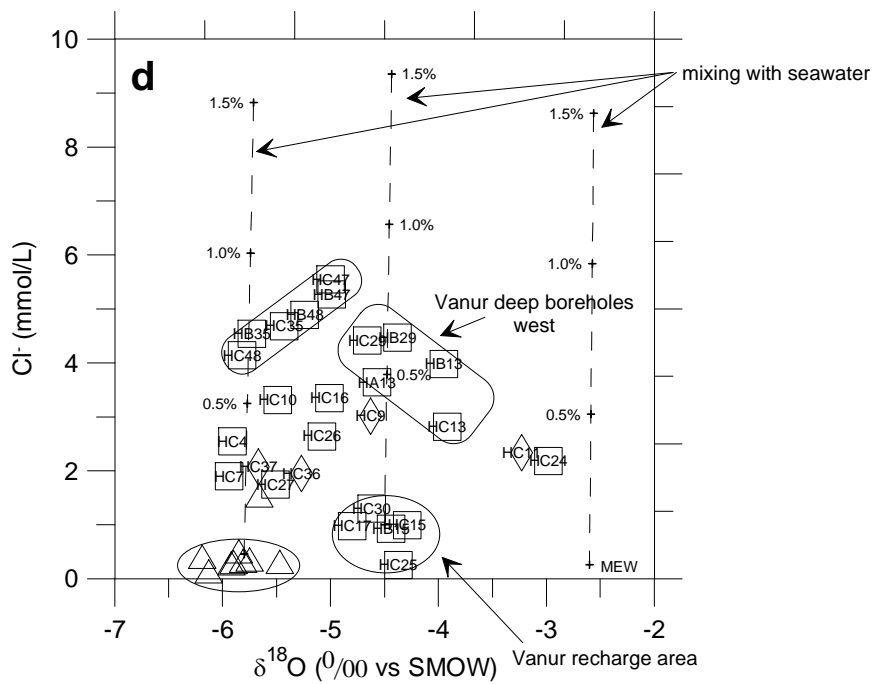 d
10
8
6
4
2
0
Cl- (mmol/L)
1.5%
1.5%
1.5%
mixing with seawater
1.0%
1.0%
1.0%
0.5%
0.5%
0.5%
MEW
HC47
HB47
HB48
HC35
HB35
HC48
Vanur deep boreholes
west
HC29
HB29
HB13
HA13
HC13
HC9
HC10
HC16
HC26
HC4
HC37
HC36
HC7
HC27
HC11
HC24
HC30
HC17
HB15
HC15
HC25
Vanur recharge area
-7
-6
-5
-4
-3
-2
δ18O (0/00 vs SMOW)